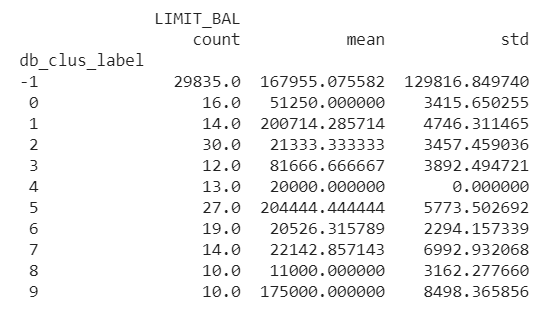 LIMIT_BAL
count mean std
db_clus_label
-1 29835.0 167955.075582 129816.849740
0 16.0 51250.000000 3415.650255
1 14.0 200714.285714 4746.311465
2 30.0 21333.333333 3457.459036
3 12.0 81666.666667 3892.494721
4 13.0 20000.000000 0.000000
5 27.0 204444.444444 5773.502692
6 19.0 20526.315789 2294.157339
7 14.0 22142.857143 6992.932068
8 10.0 11000.000000 3162.277660
9 10.0 175000.000000 8498.365856